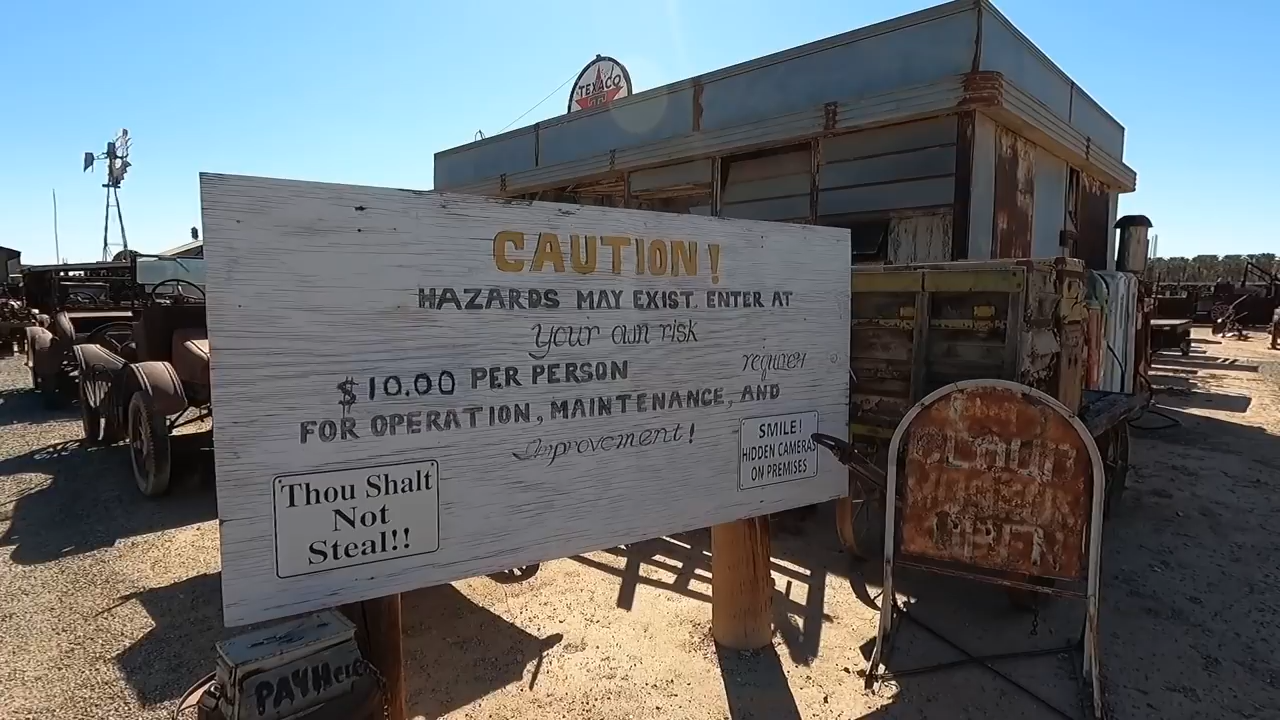 TEXACO
T
CAUTION!
HAZARDS MAY EXIST. ENTER AT
your own risk
$10.00 PER PERSON required
FOR OPERATION, MAINTENANCE, AND
Improvement!
SMILE!
HIDDEN CAMERAS
ON PREMISES
Thou Shalt
Not
Steal!!
OPEN